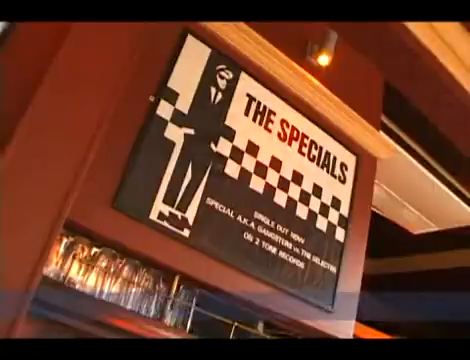 THE SPECIALS
SINGLE OUT NOW
SPECIAL A.K.A. GANGSTERS vs. THE SELECTER
ON 2 TONE RECORDS